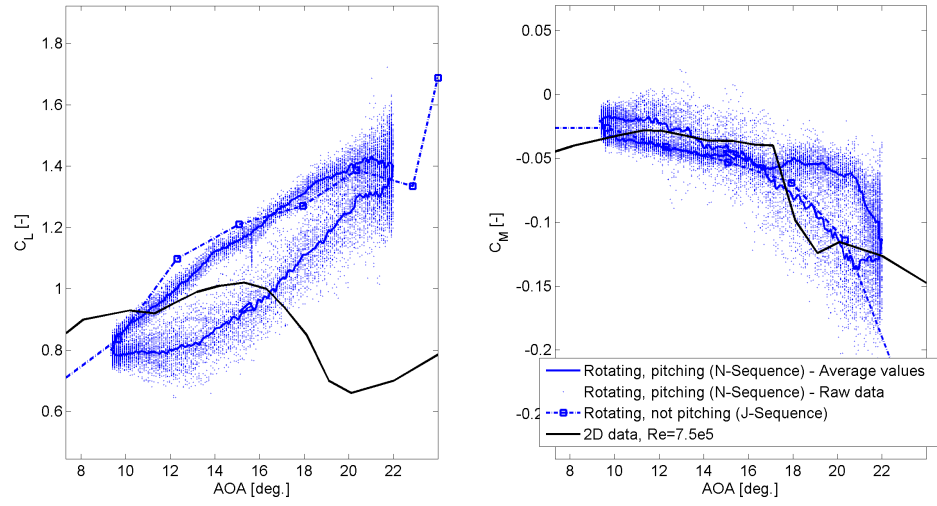 1.8
1.6
1.4
1.2
1
0.8
0.6
C_L [-]
8 10 12 14 16 18 20 22
AOA [deg.]
0.05
0
-0.05
-0.1
-0.15
-0.2
C_M [-]
Rotating, pitching (N-Sequence) - Average values
Rotating, pitching (N-Sequence) - Raw data
-0.2
Rotating, not pitching (J-Sequence)
2D data, Re=7.5e5
8 10 12 14 16 18 20 22
AOA [deg.]